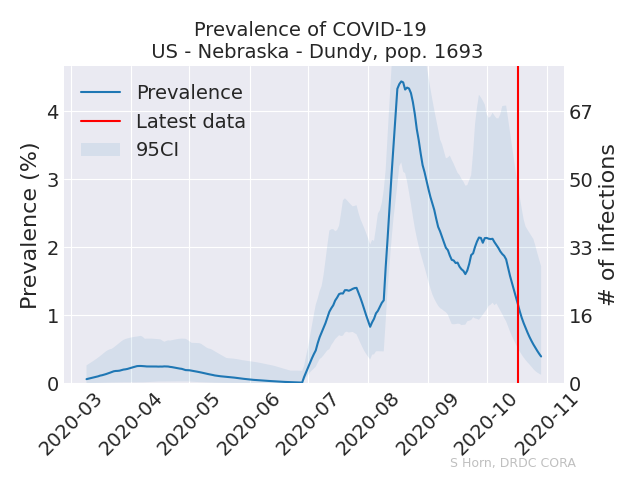 Prevalence of COVID-19
US - Nebraska - Dundy, pop. 1693
Prevalence
Latest data
95CI
Prevalence (%)
4
3
2
1
0
# of infections
67
50
33
16
0
2020-03
2020-04
2020-05
2020-06
2020-07
2020-08
2020-09
2020-10
2020-11
S Horn, DRDC CORA